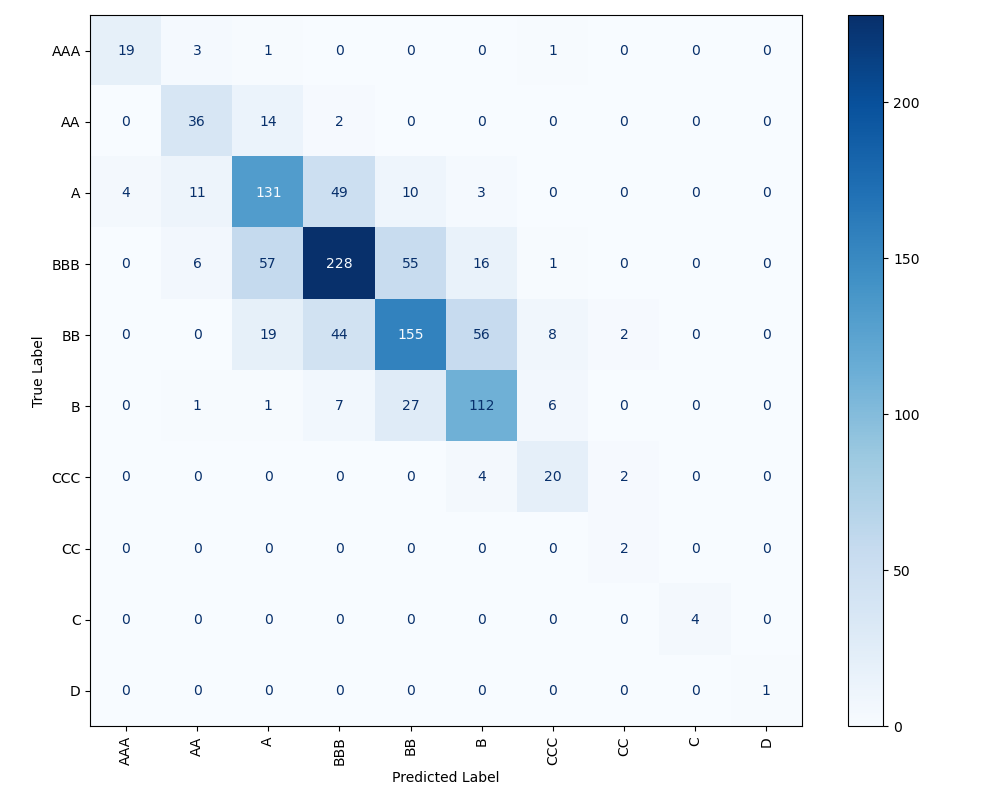 AAA 19 3 1 0 0 0 1 0 0 0
AA 0 36 14 2 0 0 0 0 0 0
A 4 11 131 49 10 3 0 0 0 0
BBB 0 6 57 228 55 16 1 0 0 0
BB 0 0 19 44 155 56 8 2 0 0
B 0 1 1 7 27 112 6 0 0 0
CCC 0 0 0 0 0 4 20 2 0 0
CC 0 0 0 0 0 0 0 2 0 0
C 0 0 0 0 0 0 0 0 4 0
D 0 0 0 0 0 0 0 0 0 1
AAA AA A BBB BB B CCC CC C D
Predicted Label
True Label
200
150
100
50
0